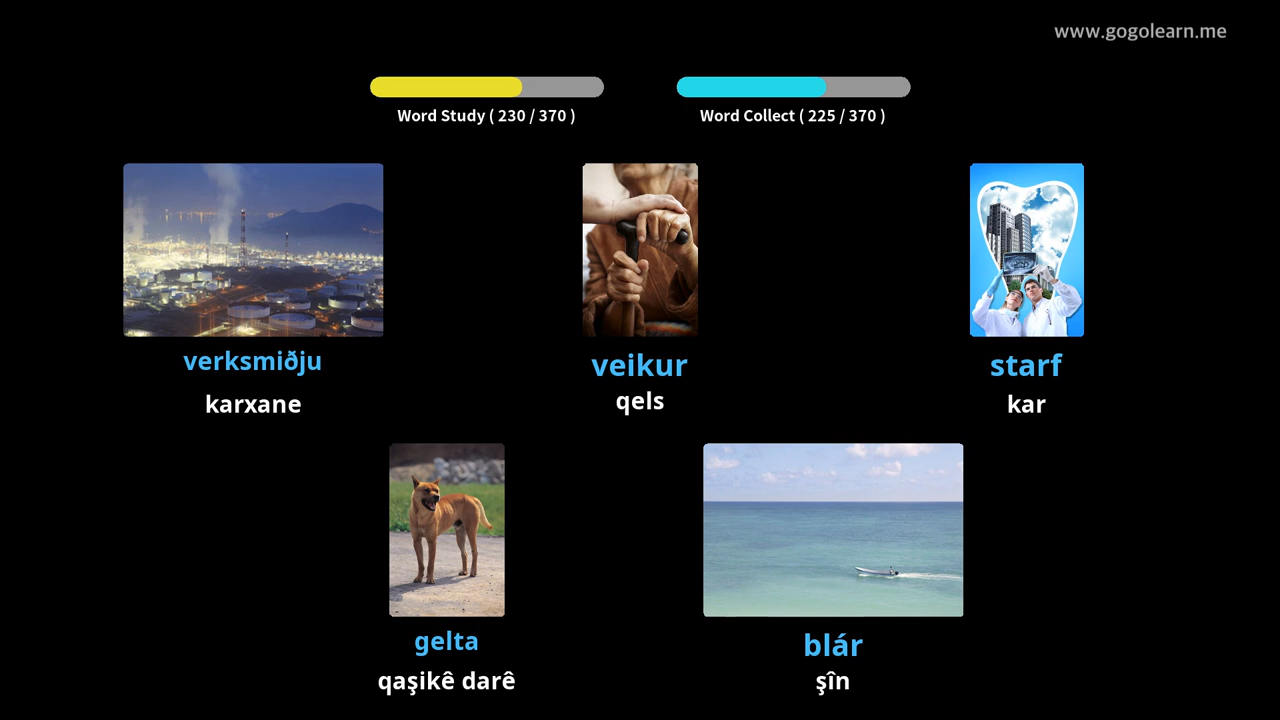 www.gogolearn.me
Word Study ( 230 / 370 )
Word Collect ( 225 / 370 )
verksmiðju
karxane
veikur
qels
starf
kar
gelta
qaşikê darê
blár
şîn